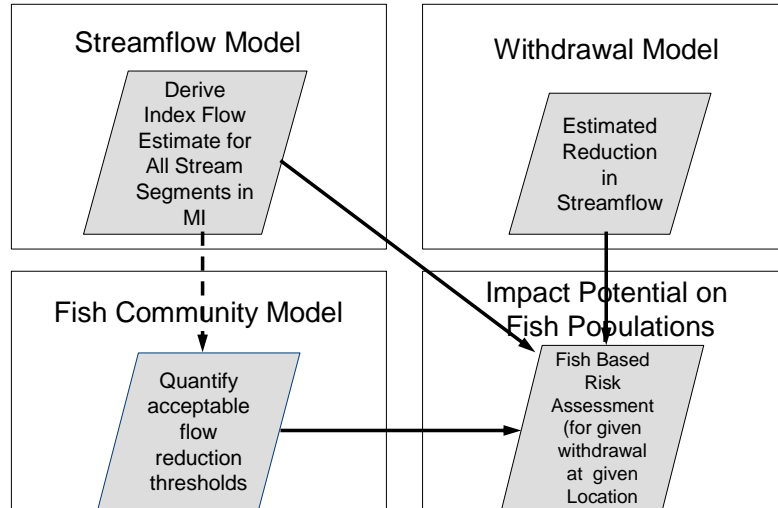 Streamflow Model
Derive
Index Flow
Estimate for
All Stream
Segments in
MI
Withdrawal Model
Estimated
Reduction
in
Streamflow
Fish Community Model
Quantify
acceptable
flow
reduction
thresholds
Impact Potential on
Fish Populations
Fish Based
Risk
Assessment
(for given
withdrawal
at given
Location